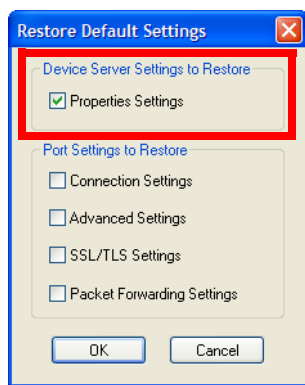 Restore Default Settings
Device Server Settings to Restore
Properties Settings
Port Settings to Restore
Connection Settings
Advanced Settings
SSL/TLS Settings
Packet Forwarding Settings
OK
Cancel